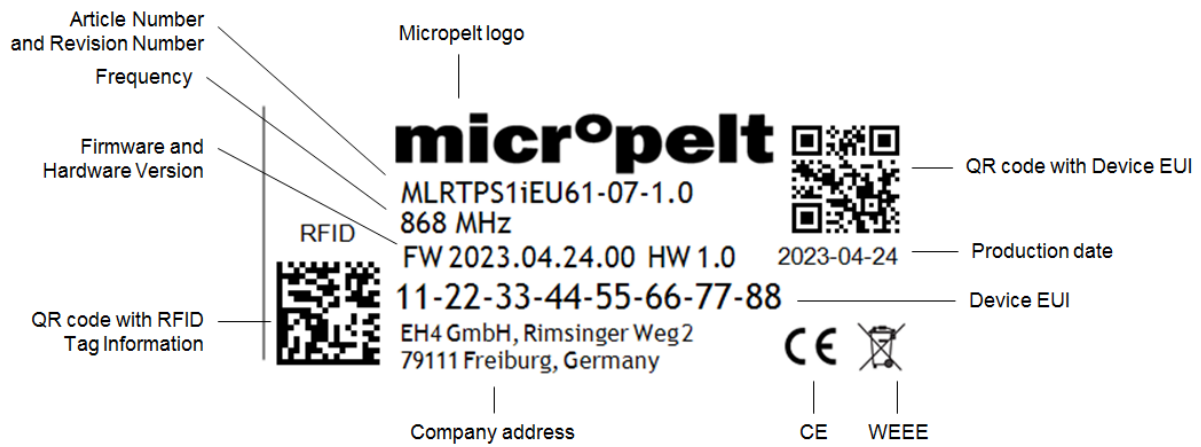 Article Number
and Revision Number
Micropelt logo
Frequency
Firmware and
Hardware Version
micropelt
QR code with Device EUI
MLRTPS1iEU61-07-1.0
868 MHz
RFID
FW 2023.04.24.00 HW 1.0
2023-04-24
Production date
11-22-33-44-55-66-77-88
Device EUI
QR code with RFID
Tag Information
EH4 GmbH, Rimsinger Weg 2
79111 Freiburg, Germany
CE
Company address
CE
WEEE